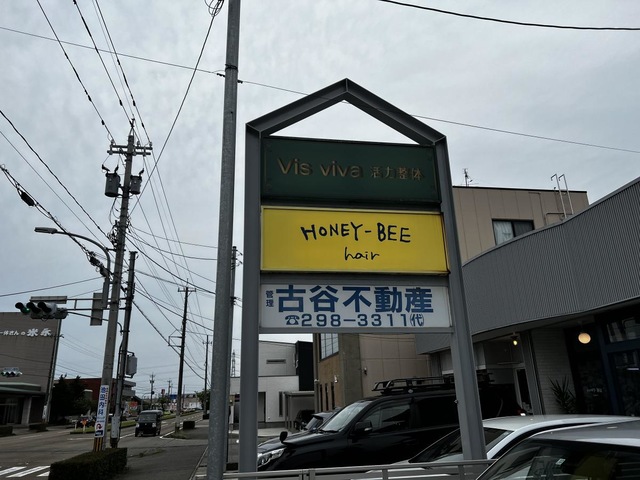 vis viva 活力整体
HONEY-BEE
hair
管理 古谷不動産
☎298-3311代